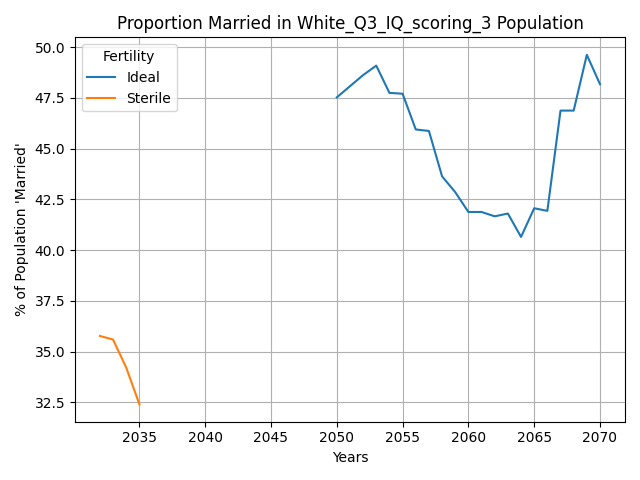 Proportion Married in White_Q3_IQ_scoring_3 Population
Fertility
Ideal
Sterile
% of Population 'Married'
50.0
47.5
45.0
42.5
40.0
37.5
35.0
32.5
2035 2040 2045 2050 2055 2060 2065 2070
Years